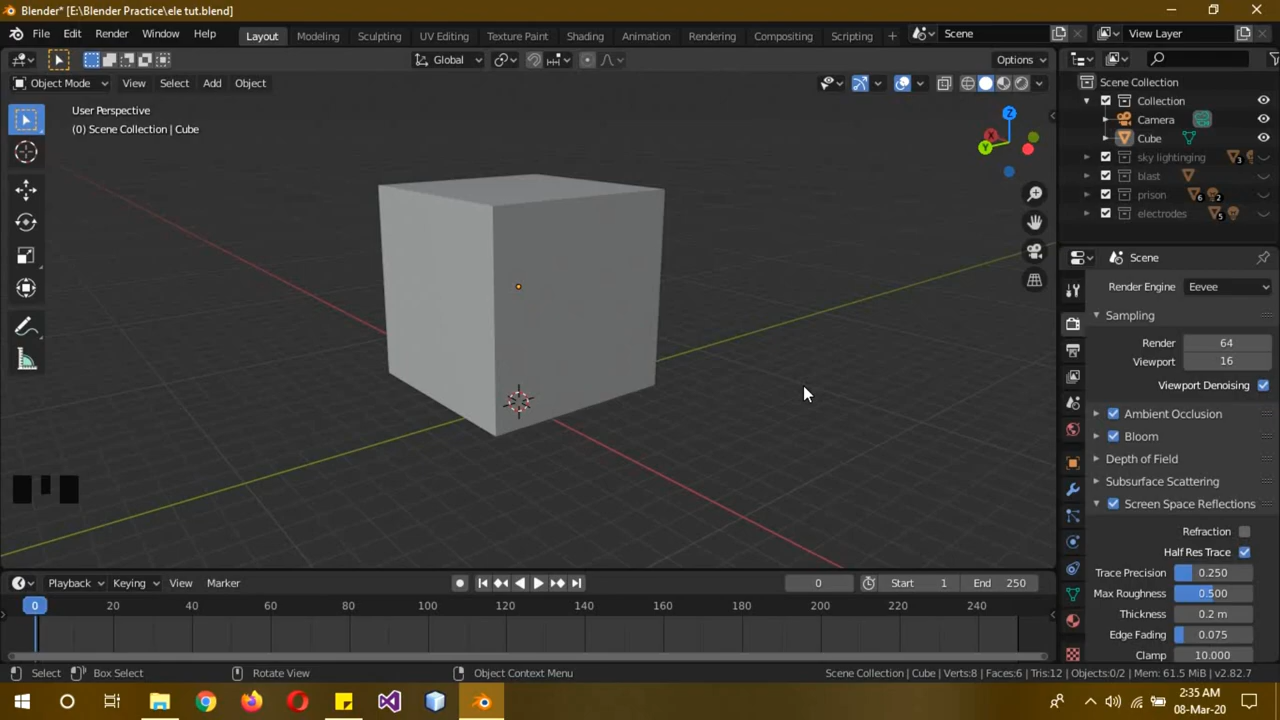 Blender* [E:\Blender Practice\ele tut.blend]
File Edit Render Window Help Layout Modeling Sculpting UV Editing Texture Paint Shading Animation Rendering Compositing Scripting Scene View Layer
Global Options
Object Mode View Select Add Object
User Perspective
(0) Scene Collection | Cube
Z
X
Y
Scene Collection
Collection
Camera
Cube
sky lightinging 3
blast
prison 6 2
electrodes 5
Scene
Render Engine Eevee
Sampling
Render 64
Viewport 16
Viewport Denoising
Ambient Occlusion
Bloom
Depth of Field
Subsurface Scattering
Screen Space Reflections
Refraction
Half Res Trace
Trace Precision 0.250
Max Roughness 0.500
Thickness 0.2 m
Edge Fading 0.075
Clamp 10.000
Playback Keying View Marker 0 Start 1 End 250
0 20 40 60 80 100 120 140 160 180 200 220 240
Select Box Select Rotate View Object Context Menu Scene Collection | Cube | Verts:8 | Faces:6 | Tris:12 | Objects:0/2 | Mem: 61.5 MiB | v2.82.7
2:35 AM
08-Mar-20